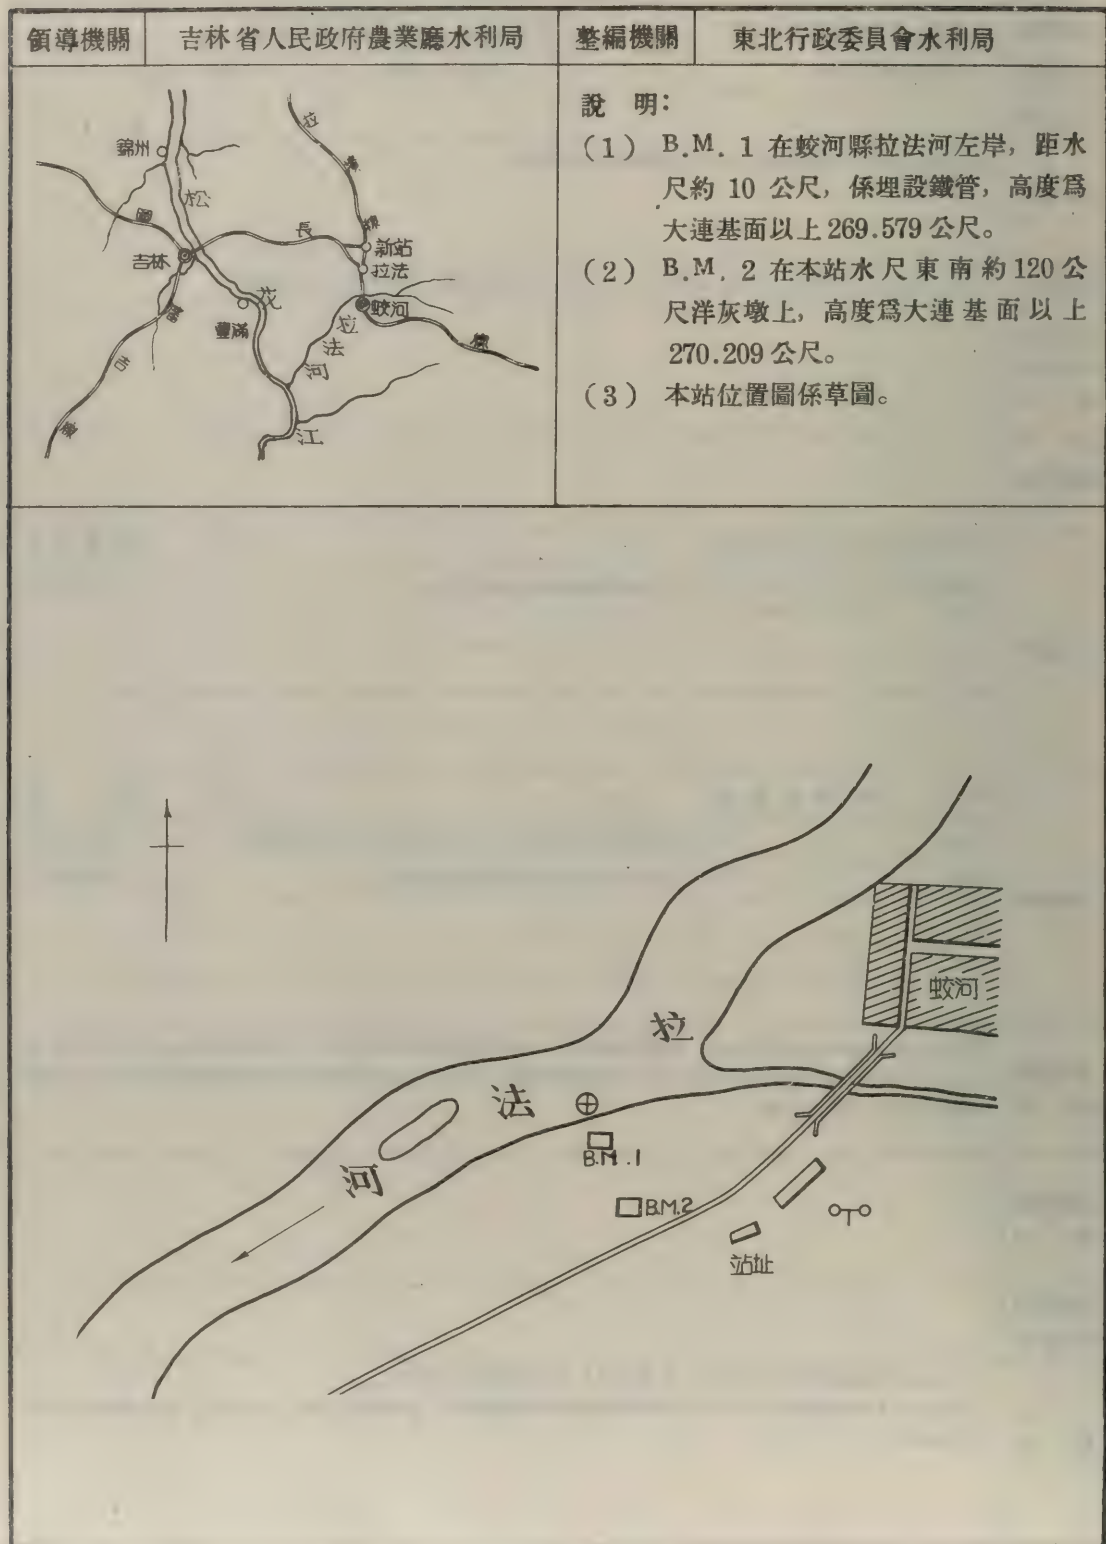 領導機關
吉林省人民政府農業廳水利局
整編機關
東北行政委員會水利局
說 明：
(1) B.M. 1 在蛟河縣拉法河左岸，距水
尺約 10 公尺，係埋設鐵管，高度爲
大連基面以上 269.579 公尺。
(2) B.M. 2 在本站水尺東南約 120 公
尺洋灰墩上，高度爲大連基面以上
270.209 公尺。
(3) 本站位置圖係草圖。
錦州
松
花
江
吉林
豐滿
長
圖
吉
拉
新站
拉法
蛟河
拉
法
河
蛟河
拉
法
河
B.M.1
B.M.2
站址